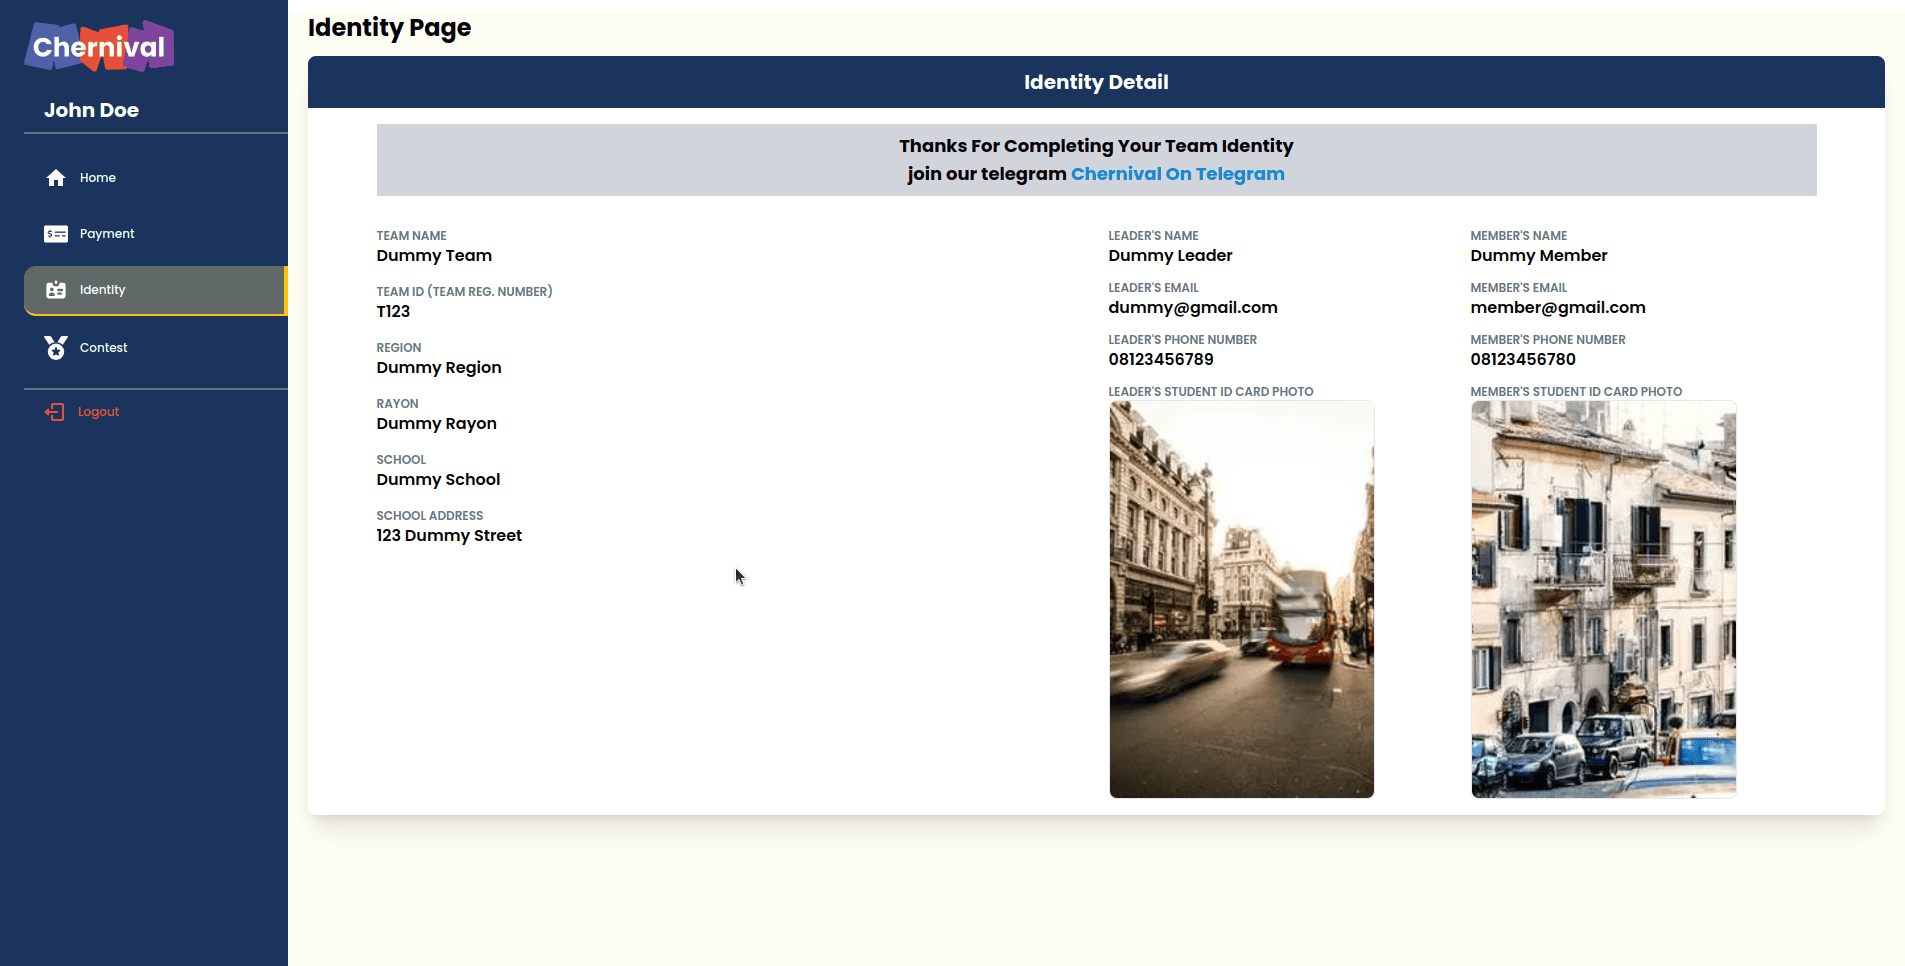 Chernival
John Doe
Home
Payment
Identity
Contest
Logout
Identity Page
Identity Detail
Thanks For Completing Your Team Identity
join our telegram Chernival On Telegram
TEAM NAME
Dummy Team
TEAM ID (TEAM REG. NUMBER)
T123
REGION
Dummy Region
RAYON
Dummy Rayon
SCHOOL
Dummy School
SCHOOL ADDRESS
123 Dummy Street
LEADER'S NAME
Dummy Leader
LEADER'S EMAIL
dummy@gmail.com
LEADER'S PHONE NUMBER
08123456789
LEADER'S STUDENT ID CARD PHOTO
MEMBER'S NAME
Dummy Member
MEMBER'S EMAIL
member@gmail.com
MEMBER'S PHONE NUMBER
08123456780
MEMBER'S STUDENT ID CARD PHOTO